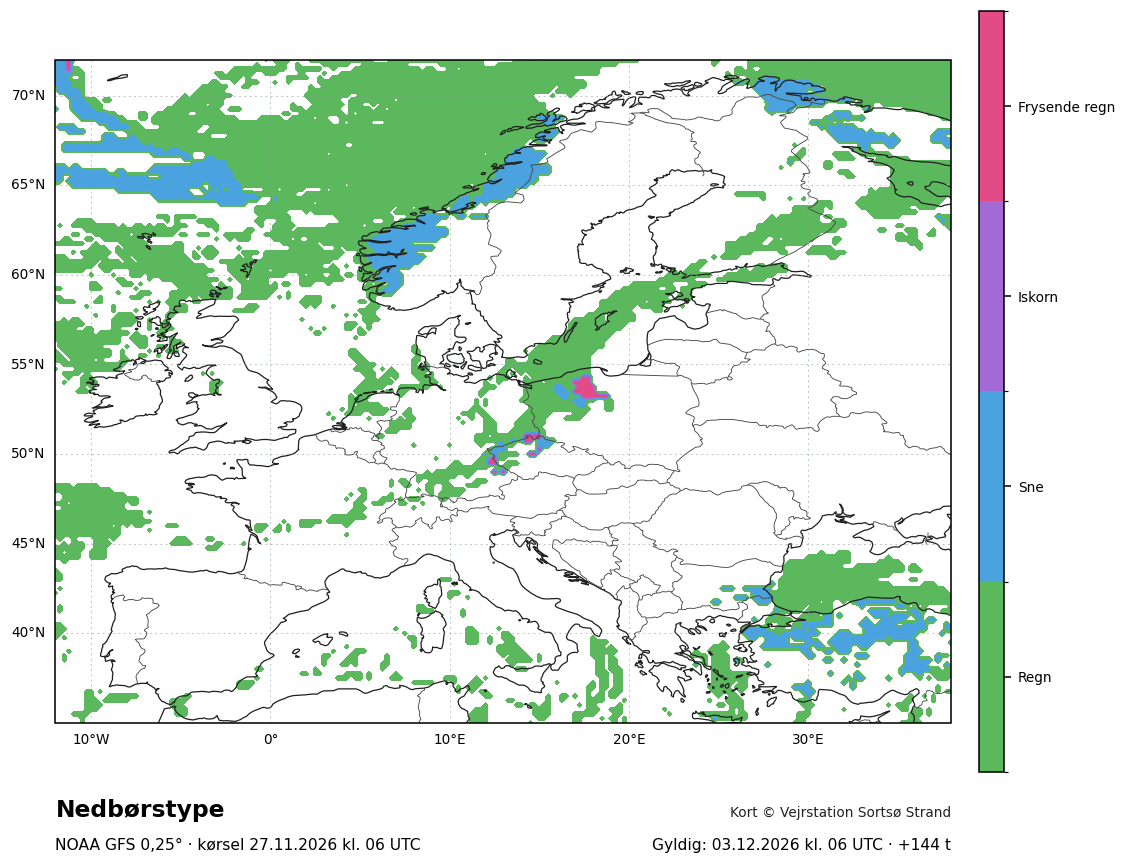 70°N
65°N
60°N
55°N
50°N
45°N
40°N
10°W
0°
10°E
20°E
30°E
Frysende regn
Iskorn
Sne
Regn
Nedbørstype
Kort © Vejrstation Sortsø Strand
NOAA GFS 0,25° · kørsel 27.11.2026 kl. 06 UTC
Gyldig: 03.12.2026 kl. 06 UTC · +144 t